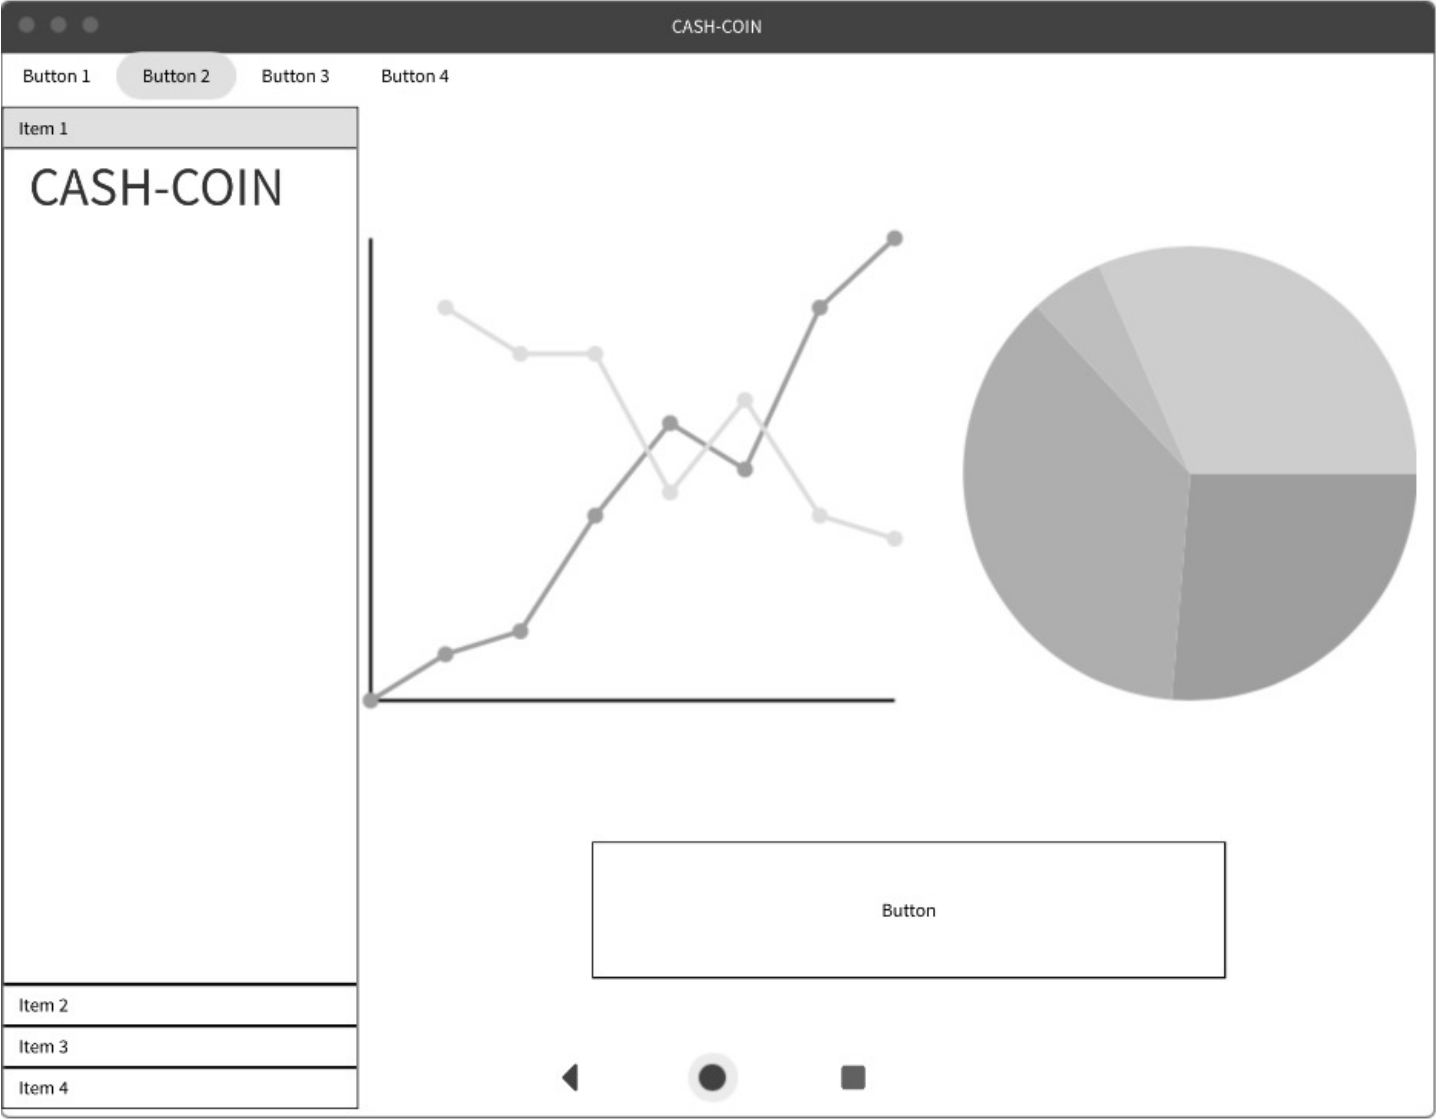 CASH-COIN
Button 1 Button 2 Button 3 Button 4
Item 1
CASH-COIN
Button
Item 2
Item 3
Item 4